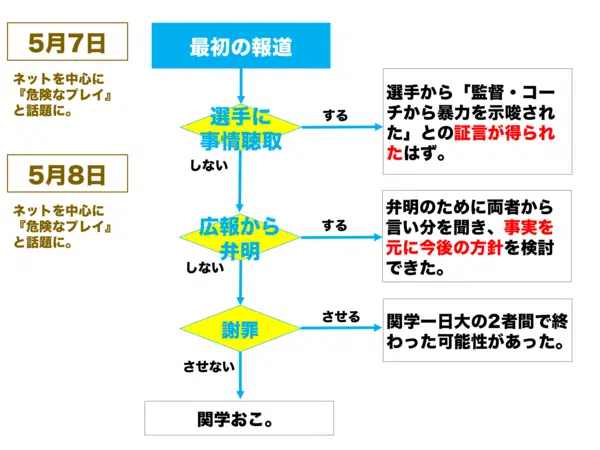 5月7日
ネットを中心に
『危険なプレイ』
と話題に。
最初の報道
選手に
事情聴取
する
しない
選手から「監督・コー
チから暴力を示唆され
た」との証言が得られ
たはず。
5月8日
ネットを中心に
『危険なプレイ』
と話題に。
広報から
弁明
する
しない
弁明のために両者から
言い分を聞き、事実を
元に今後の方針を検討
できた。
謝罪
させる
させない
関学ー日大の2者間で終
わった可能性があった。
関学おこ。